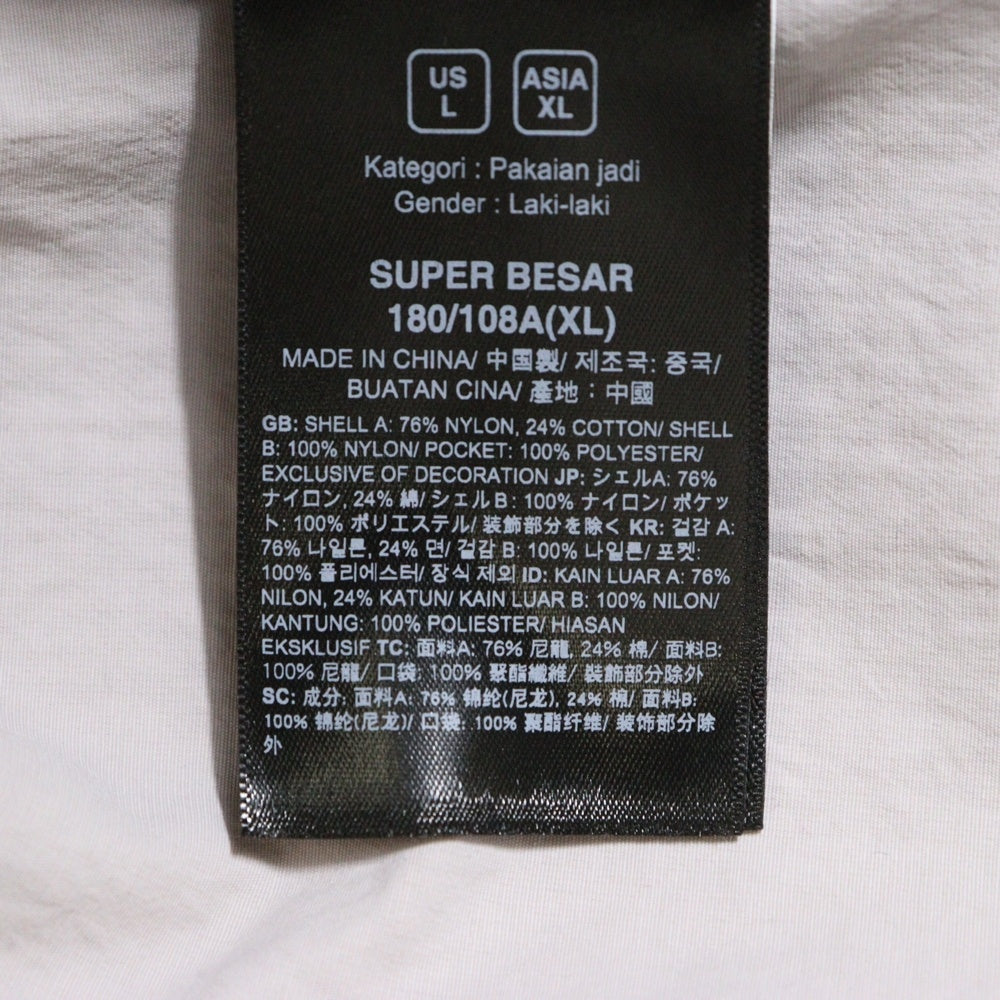 US
L
ASIA
XL
Kategori : Pakaian jadi
Gender : Laki-laki
SUPER BESAR
180/108A(XL)
MADE IN CHINA/ 中国製/ 제조국: 중국/
BUATAN CINA/ 產地 : 中國
GB: SHELL A: 76% NYLON, 24% COTTON/ SHELL
B: 100% NYLON/ POCKET: 100% POLYESTER/
EXCLUSIVE OF DECORATION JP: シェルA: 76%
ナイロン, 24% 綿/ シェルB: 100% ナイロン/ ポケッ
ト: 100% ポリエステル/ 装飾部分を除く KR: 겉감 A:
76% 나일론, 24% 면/ 겉감 B: 100% 나일론/ 포켓:
100% 폴리에스터/ 장식 제외 ID: KAIN LUAR A: 76%
NILON, 24% KATUN/ KAIN LUAR B: 100% NILON/
KANTUNG: 100% POLIESTER/ HIASAN
EKSKLUSIF TC: 面料A: 76% 尼龍, 24% 棉/ 面料B:
100% 尼龍/ 口袋: 100% 聚酯纖維/ 裝飾部分除外
SC: 成分: 面料A: 76% 锦纶(尼龙), 24% 棉/ 面料B:
100% 锦纶(尼龙)/ 口袋: 100% 聚酯纤维/ 装饰部分除
外